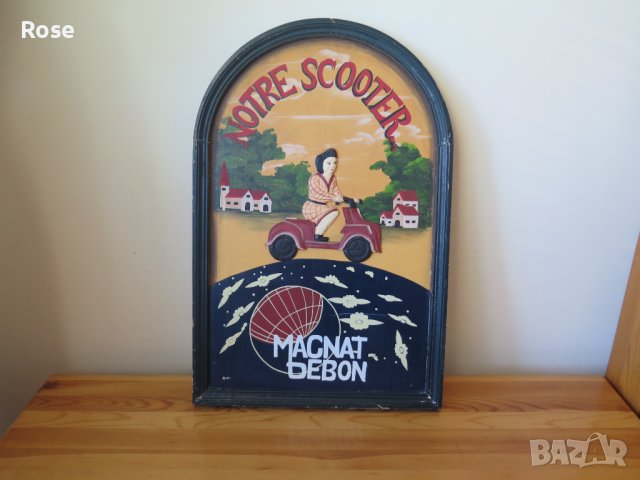 Rose
NOTRE SCOOTER...
MAGNAT
DEBON
BAZAR